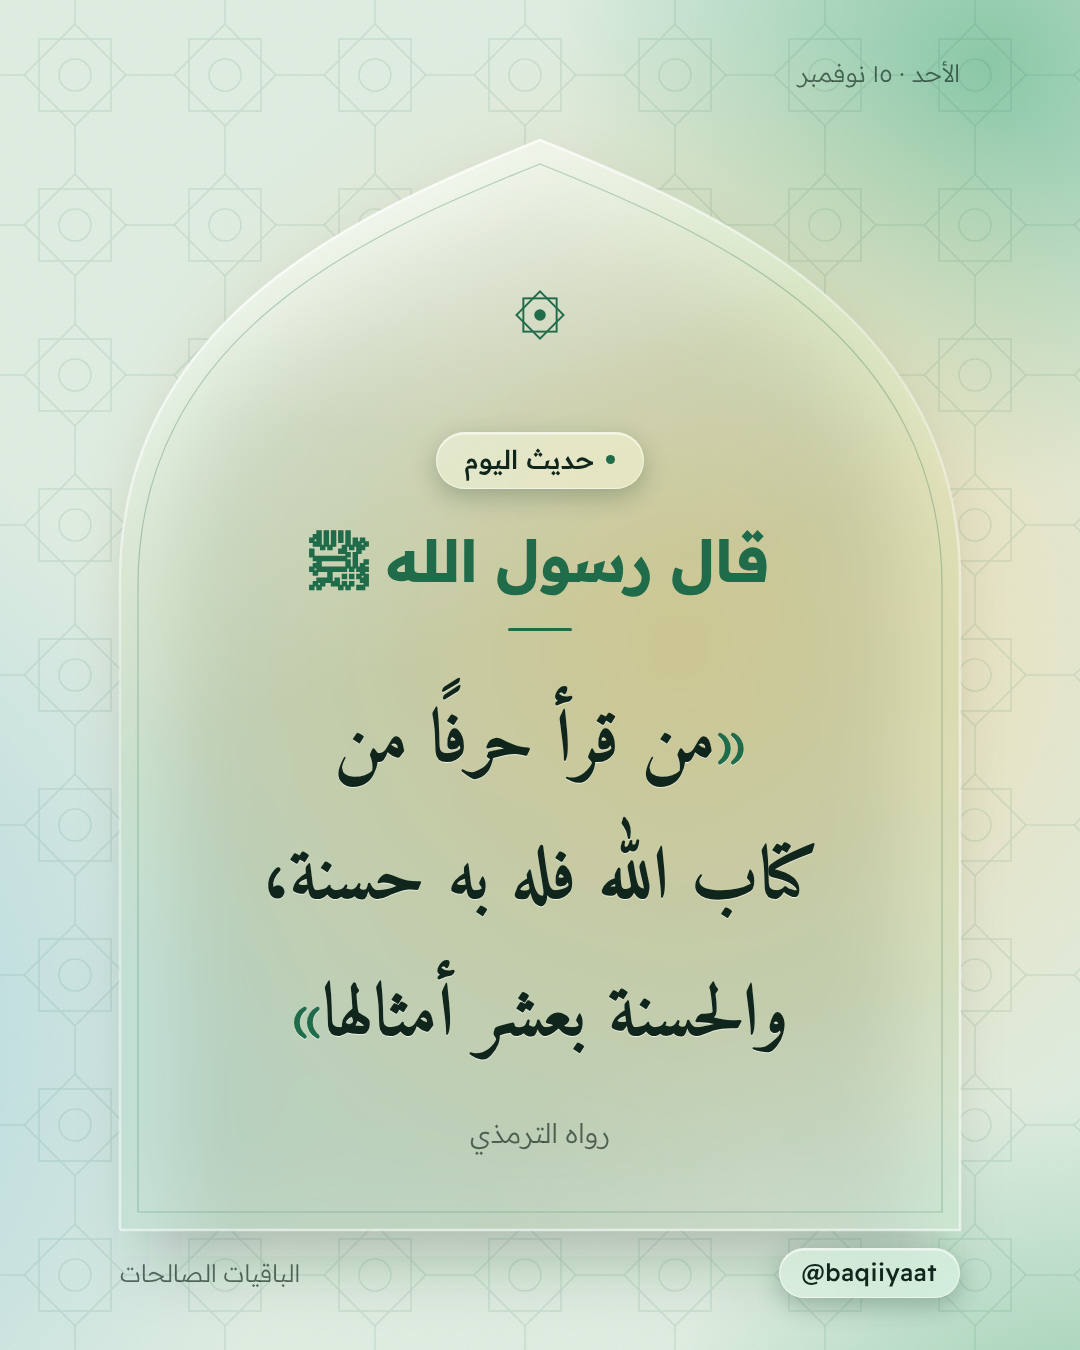 الأحد · ١٥ نوفمبر
حديث اليوم
قال رسول الله ﷺ
«من قرأ حرفًا من
كتاب الله فله به حسنة،
والحسنة بعشر أمثالها»
رواه الترمذي
@baqiiyaat
الباقيات الصالحات